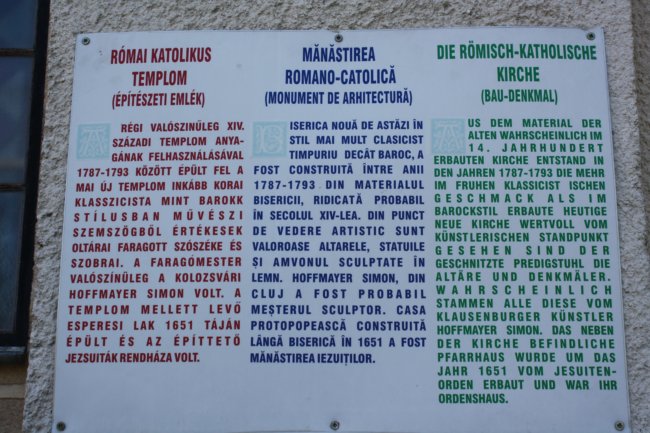 RÓMAI KATOLIKUS
TEMPLOM
(ÉPÍTÉSZETI EMLÉK)
A RÉGI VALÓSZINŰLEG XIV.
SZÁZADI TEMPLOM ANYA-
GÁNAK FELHASZNÁLÁSÁVAL
1787-1793 KÖZÖTT ÉPÜLT FEL A
MAI ÚJ TEMPLOM INKÁBB KORAI
KLASSZICISTA MINT BAROKK
STÍLUSBAN MŰVÉSZI
SZEMSZÖGBŐL ÉRTÉKESEK
OLTÁRAI FARAGOTT SZÓSZÉKE ÉS
SZOBRAI. A FARAGÓMESTER
VALÓSZÍNŰLEG A KOLOZSVÁRI
HOFFMAYER SIMON VOLT. A
TEMPLOM MELLETT LEVŐ
ESPERESI LAK 1651 TÁJÁN
ÉPÜLT ÉS AZ ÉPÍTTETŐ
JEZSUITÁK RENDHÁZA VOLT.
MĂNĂSTIREA
ROMANO-CATOLICĂ
(MONUMENT DE ARHITECTURĂ)
BISERICA NOUĂ DE ASTĂZI ÎN
STIL MAI MULT CLASICIST
TIMPURIU DECÂT BAROC, A
FOST CONSTRUITĂ ÎNTRE ANII
1787-1793 DIN MATERIALUL
BISERICII, RIDICATĂ PROBABIL
ÎN SECOLUL XIV-LEA. DIN PUNCT
DE VEDERE ARTISTIC SUNT
VALOROASE ALTARELE, STATUILE
ȘI AMVONUL SCULPTATE ÎN
LEMN. HOFFMAYER SIMON, DIN
CLUJ A FOST PROBABIL
MEȘTERUL SCULPTOR. CASA
PROTOPOPEASCĂ CONSTRUITĂ
LÂNGĂ BISERICĂ ÎN 1651 A FOST
MĂNĂSTIREA IEZUIȚILOR.
DIE RÖMISCH-KATHOLISCHE
KIRCHE
(BAU-DENKMAL)
AUS DEM MATERIAL DER
ALTEN WAHRSCHEINLICH IM
14. JAHRHUNDERT
ERBAUTEN KIRCHE ENTSTAND IN
DEN JAHREN 1787-1793 DIE MEHR
IM FRUHEN KLASSICIST ISCHEN
GESCHMACK ALS IM
BAROCKSTIL ERBAUTE HEUTIGE
NEUE KIRCHE WERTVOLL VOM
KÜNSTLERISCHEN STANDPUNKT
GESEHEN SIND DER
GESCHNITZTE PREDIGSTUHL DIE
ALTÄRE UND DENKMÄLER.
WAHRSCHEINLICH
STAMMEN ALLE DIESE VOM
KLAUSENBURGER KÜNSTLER
HOFFMAYER SIMON. DAS NEBEN
DER KIRCHE BEFINDLICHE
PFARRHAUS WURDE UM DAS
JAHR 1651 VOM JESUITEN-
ORDEN ERBAUT UND WAR IHR
ORDENSHAUS.